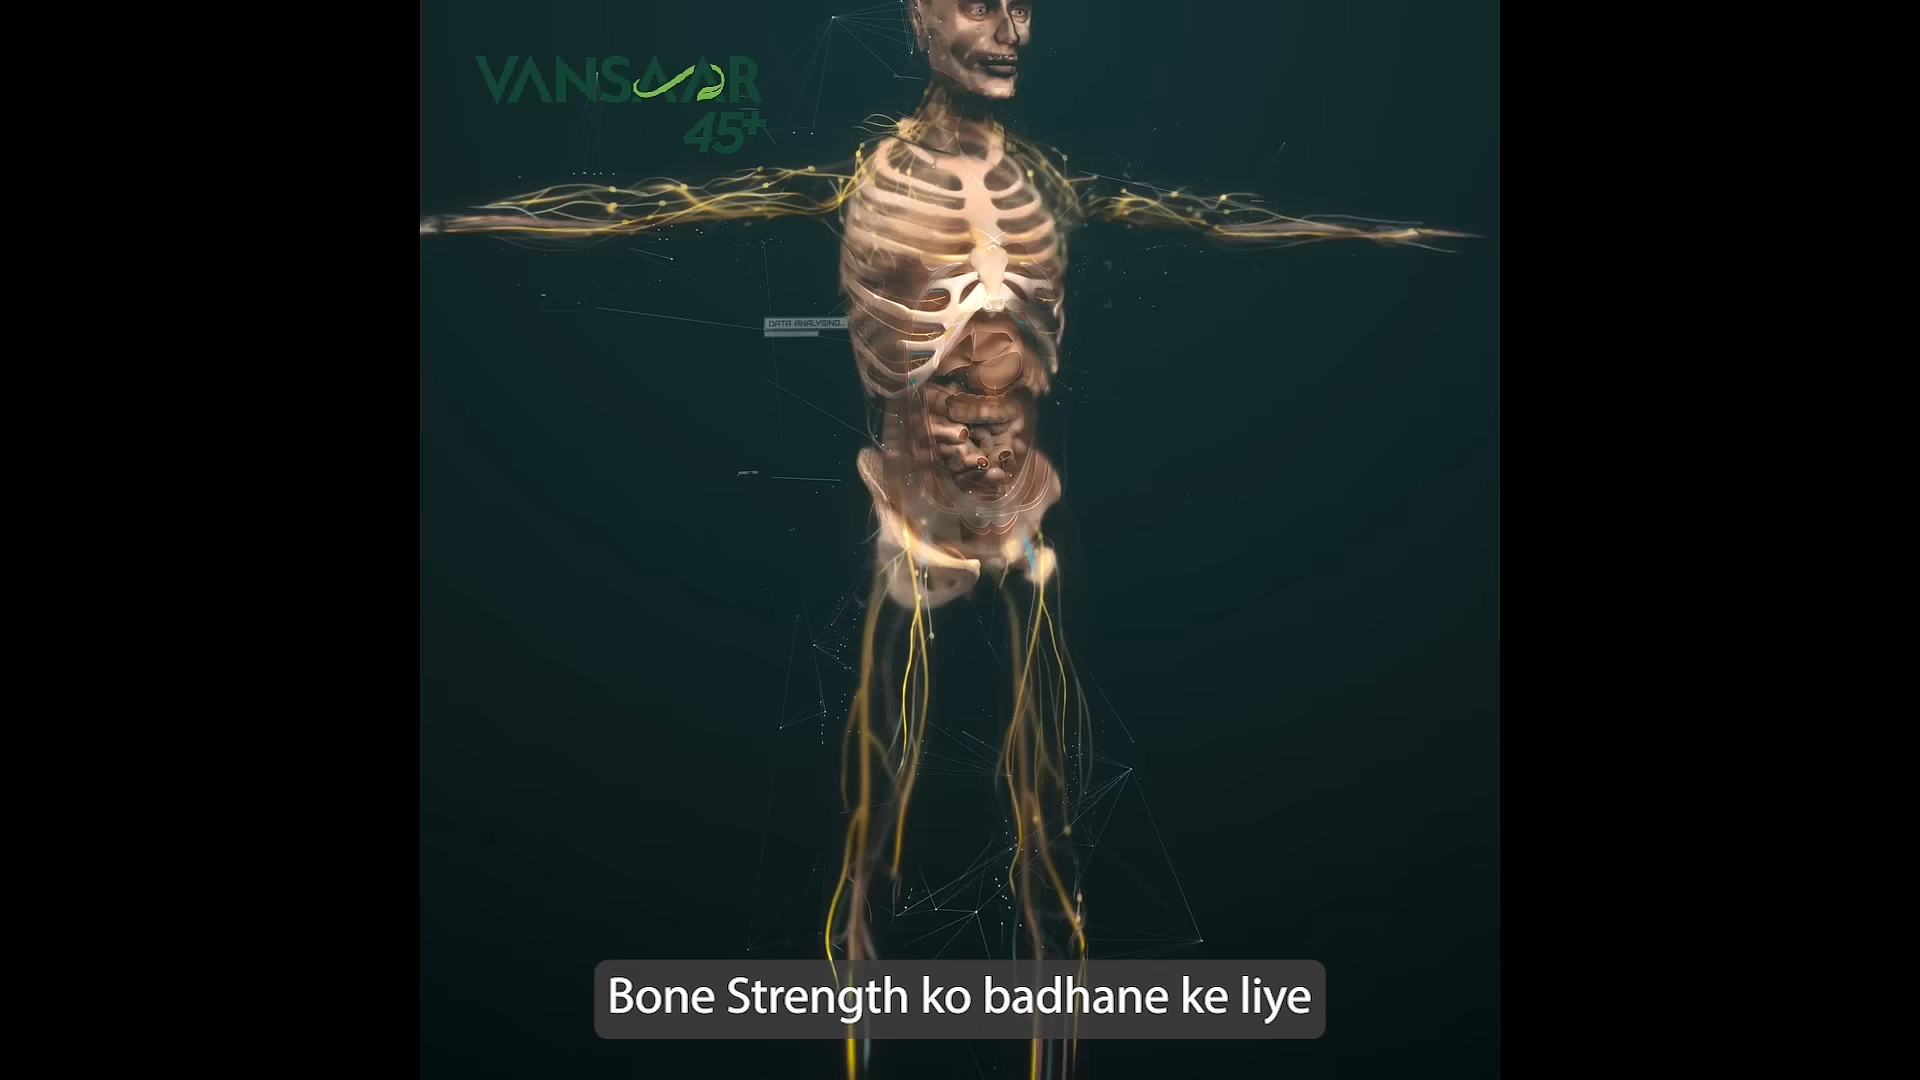 VANSAAR
45+
DATA ANALYSING...
Bone Strength ko badhane ke liye